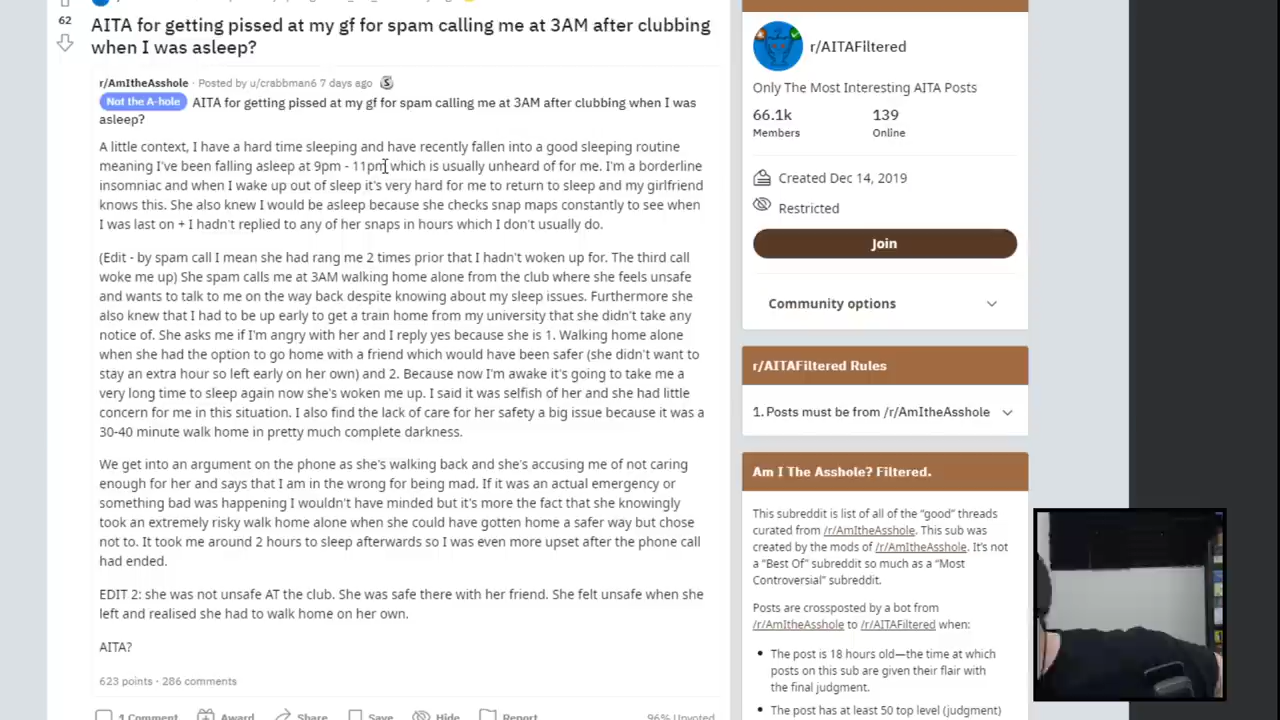 62
AITA for getting pissed at my gf for spam calling me at 3AM after clubbing
when I was asleep?
r/AmItheAsshole · Posted by u/crabbman6 7 days ago
Not the A-hole AITA for getting pissed at my gf for spam calling me at 3AM after clubbing when I was
asleep?
A little context, I have a hard time sleeping and have recently fallen into a good sleeping routine
meaning I've been falling asleep at 9pm - 11pm which is usually unheard of for me. I'm a borderline
insomniac and when I wake up out of sleep it's very hard for me to return to sleep and my girlfriend
knows this. She also knew I would be asleep because she checks snap maps constantly to see when
I was last on + I hadn't replied to any of her snaps in hours which I don't usually do.
(Edit - by spam call I mean she had rang me 2 times prior that I hadn't woken up for. The third call
woke me up) She spam calls me at 3AM walking home alone from the club where she feels unsafe
and wants to talk to me on the way back despite knowing about my sleep issues. Furthermore she
also knew that I had to be up early to get a train home from my university that she didn't take any
notice of. She asks me if I'm angry with her and I reply yes because she is 1. Walking home alone
when she had the option to go home with a friend which would have been safer (she didn't want to
stay an extra hour so left early on her own) and 2. Because now I'm awake it's going to take me a
very long time to sleep again now she's woken me up. I said it was selfish of her and she had little
concern for me in this situation. I also find the lack of care for her safety a big issue because it was a
30-40 minute walk home in pretty much complete darkness.
We get into an argument on the phone as she's walking back and she's accusing me of not caring
enough for her and says that I am in the wrong for being mad. If it was an actual emergency or
something bad was happening I wouldn't have minded but it's more the fact that she knowingly
took an extremely risky walk home alone when she could have gotten home a safer way but chose
not to. It took me around 2 hours to sleep afterwards so I was even more upset after the phone call
had ended.
EDIT 2: she was not unsafe AT the club. She was safe there with her friend. She felt unsafe when she
left and realised she had to walk home on her own.
AITA?
623 points · 286 comments
1 Comment Award Share Save Hide Report 96% Upvoted
r/AITAFiltered
Only The Most Interesting AITA Posts
66.1k 139
Members Online
Created Dec 14, 2019
Restricted
Join
Community options
r/AITAFiltered Rules
1. Posts must be from /r/AmItheAsshole
Am I The Asshole? Filtered.
This subreddit is list of all of the "good" threads
curated from /r/AmItheAsshole. This sub was
created by the mods of /r/AmItheAsshole. It's not
a "Best Of" subreddit so much as a "Most
Controversial" subreddit.
Posts are crossposted by a bot from
/r/AmItheAsshole to /r/AITAFiltered when:
The post is 18 hours old—the time at which
posts on this sub are given their flair with
the final judgment.
The post has at least 50 top level (judgment)